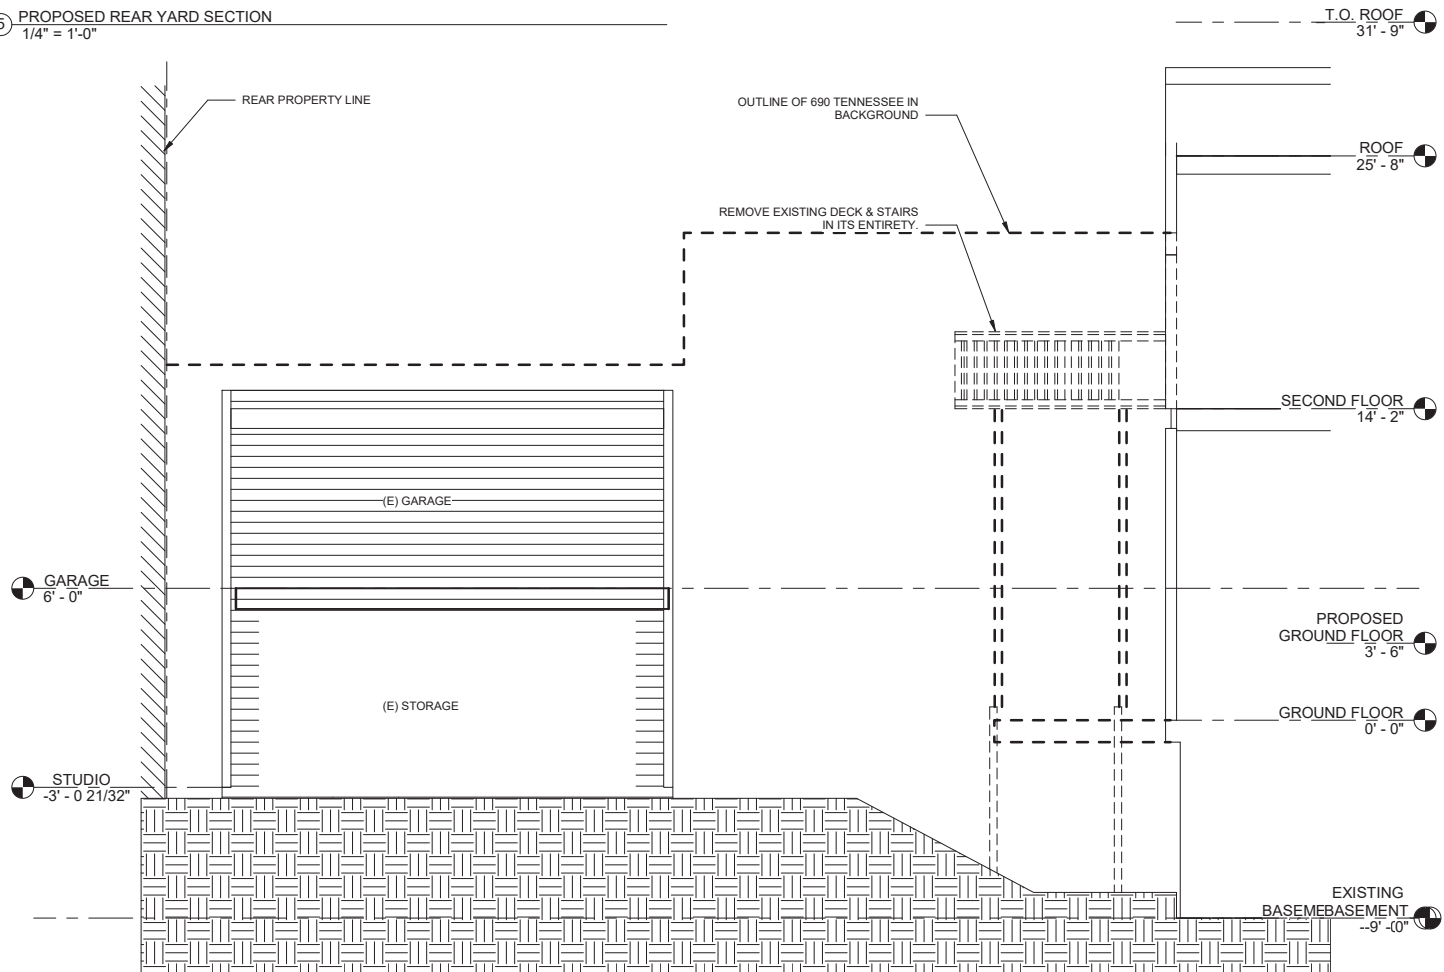 5 PROPOSED REAR YARD SECTION
1/4" = 1'-0"
T.O. ROOF
31' - 9"
REAR PROPERTY LINE
OUTLINE OF 690 TENNESSEE IN
BACKGROUND
ROOF
25' - 8"
REMOVE EXISTING DECK & STAIRS
IN ITS ENTIRETY.
SECOND FLOOR
14' - 2"
(E) GARAGE
GARAGE
6' - 0"
PROPOSED
GROUND FLOOR
3' - 6"
(E) STORAGE
GROUND FLOOR
0' - 0"
STUDIO
-3' - 0 21/32"
EXISTING
BASEMEBASEMENT
--9' -0"